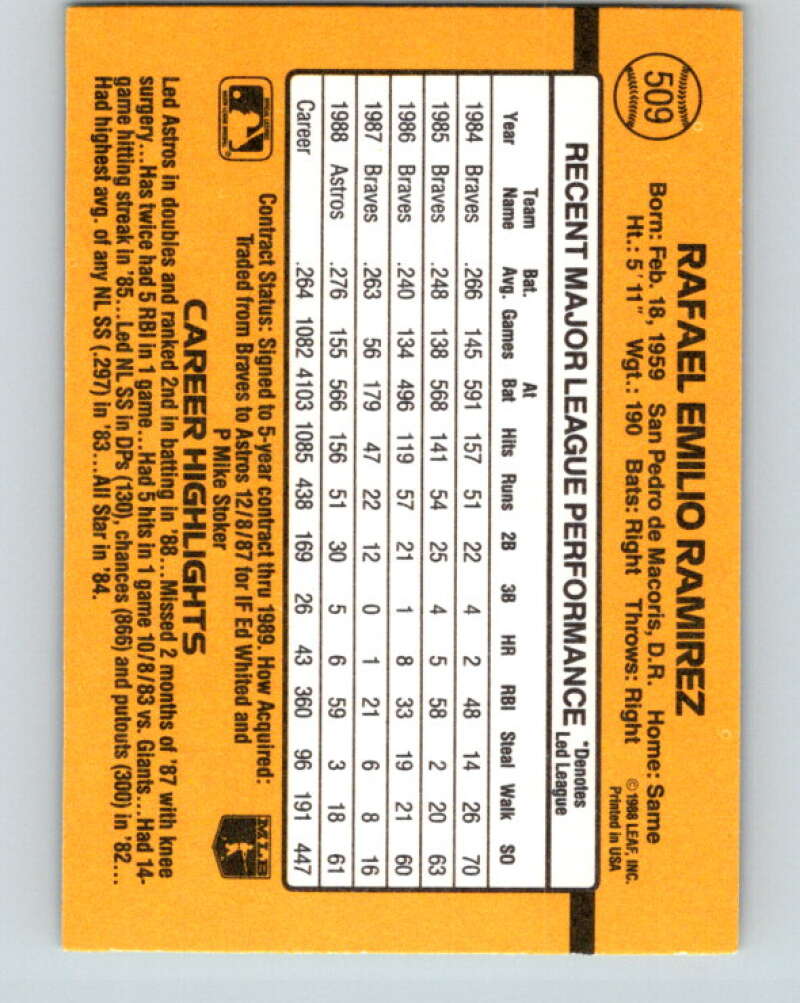 509
RAFAEL EMILIO RAMIREZ
Born: Feb. 18, 1959 San Pedro de Macoris, D.R. Home: Same
Ht.: 5'11" Wgt.: 190 Bats: Right Throws: Right
©1988 LEAF, INC.
Printed in USA
RECENT MAJOR LEAGUE PERFORMANCE *Denotes Led League
Year Team Name Bat. Avg. Games At Bat Hits Runs 2B 3B HR RBI Steal Walk SO
1984 Braves .266 145 591 157 51 22 4 2 48 14 26 70
1985 Braves .248 138 568 141 54 25 4 5 58 2 20 63
1986 Braves .240 134 496 119 57 21 1 8 33 19 21 60
1987 Braves .263 56 179 47 22 12 0 1 21 6 8 16
1988 Astros .276 155 566 156 51 30 5 6 59 3 18 61
Career .264 1082 4103 1085 438 169 26 43 360 96 191 447
Contract Status: Signed to 5-year contract thru 1989. How Acquired:
Traded from Braves to Astros 12/8/87 for IF Ed Whited and
P Mike Stoker
MLB
CAREER HIGHLIGHTS
Led Astros in doubles and ranked 2nd in batting in '88...Missed 2 months of '87 with knee
surgery...Has twice had 5 RBI in 1 game...Had 5 hits in 1 game 10/8/83 vs. Giants...Had 14-
game hitting streak in '85...Led NL SS in DPs (130), chances (866) and putouts (300) in '82...
Had highest avg. of any NL SS (.297) in '83...All Star in '84.